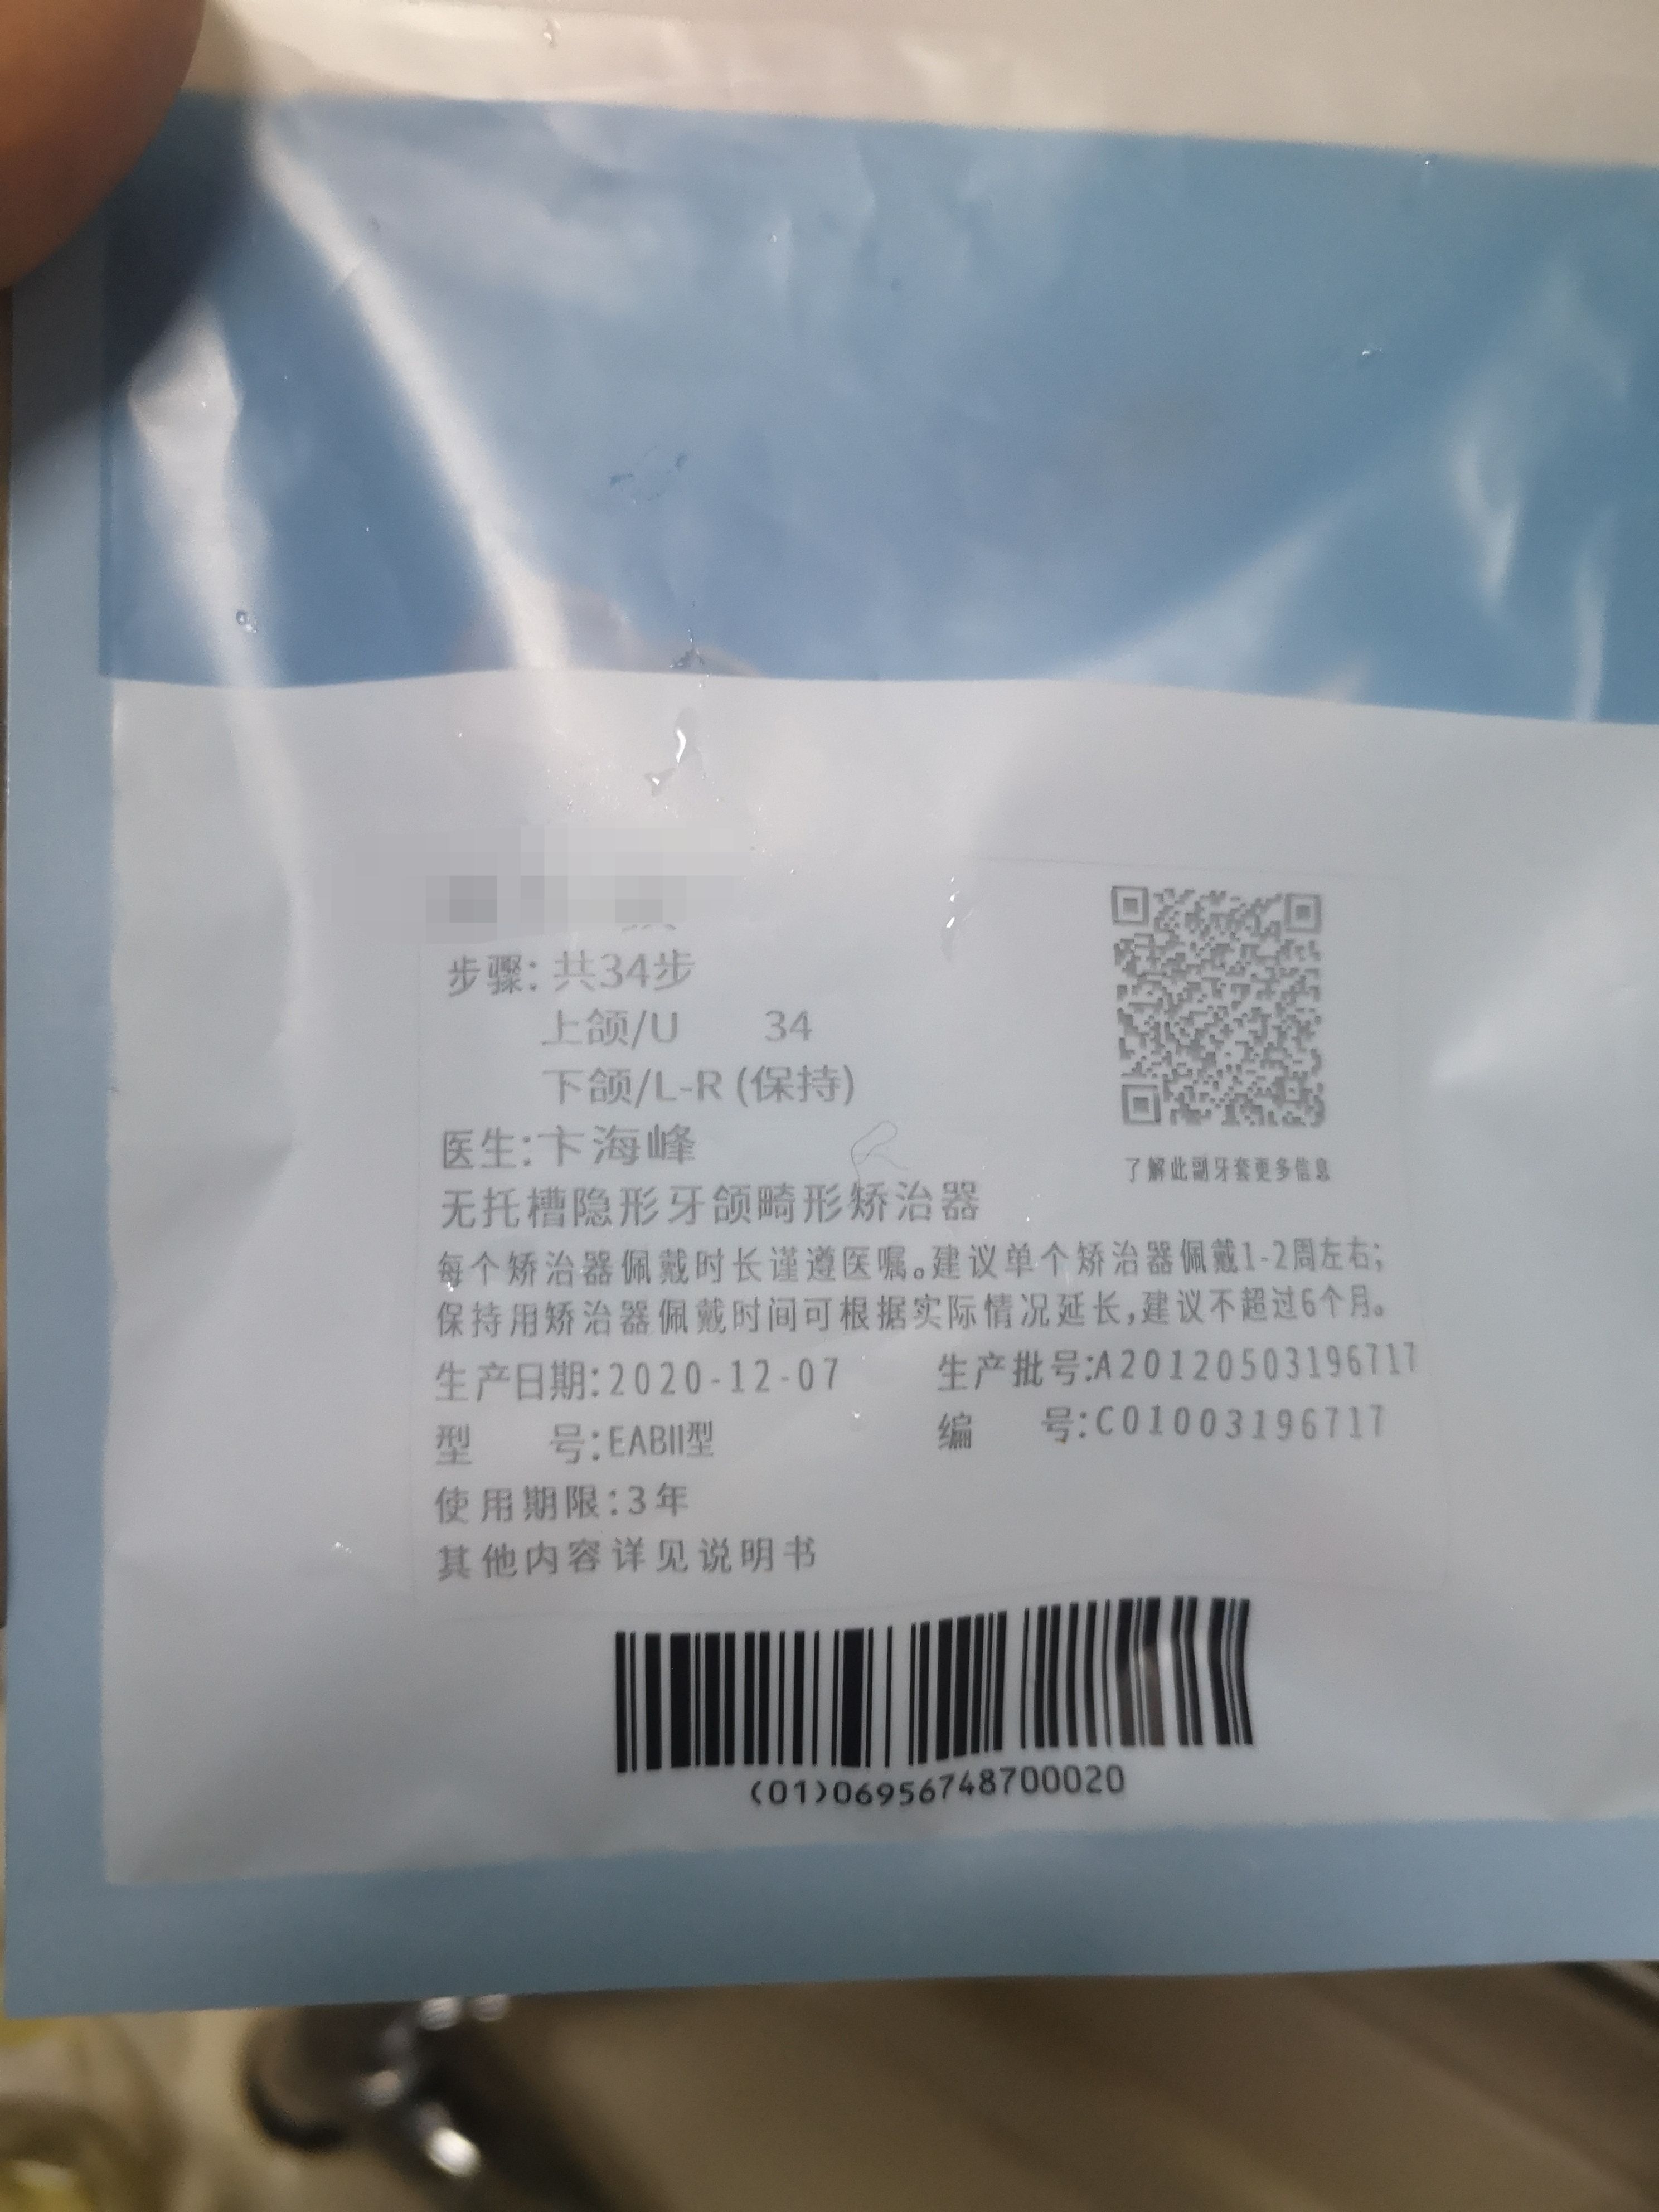 步骤：共34步
上颌/U 34
下颌/L-R (保持)
医生：卞海峰
了解此副牙套更多信息
无托槽隐形牙颌畸形矫治器
每个矫治器佩戴时长谨遵医嘱。建议单个矫治器佩戴1-2周左右；
保持用矫治器佩戴时间可根据实际情况延长，建议不超过6个月。
生产日期：2020-12-07 生产批号：A20120503196717
型 号：EABII型 编 号：C01003196717
使用期限：3年
其他内容详见说明书
(01)06956748700020